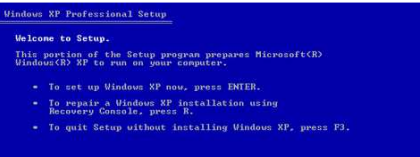 Windows XP Professional Setup
Welcome to Setup.
This portion of the Setup program prepares Microsoft(R)
Windows(R) XP to run on your computer.
• To set up Windows XP now, press ENTER.
• To repair a Windows XP installation using
Recovery Console, press R.
• To quit Setup without installing Windows XP, press F3.